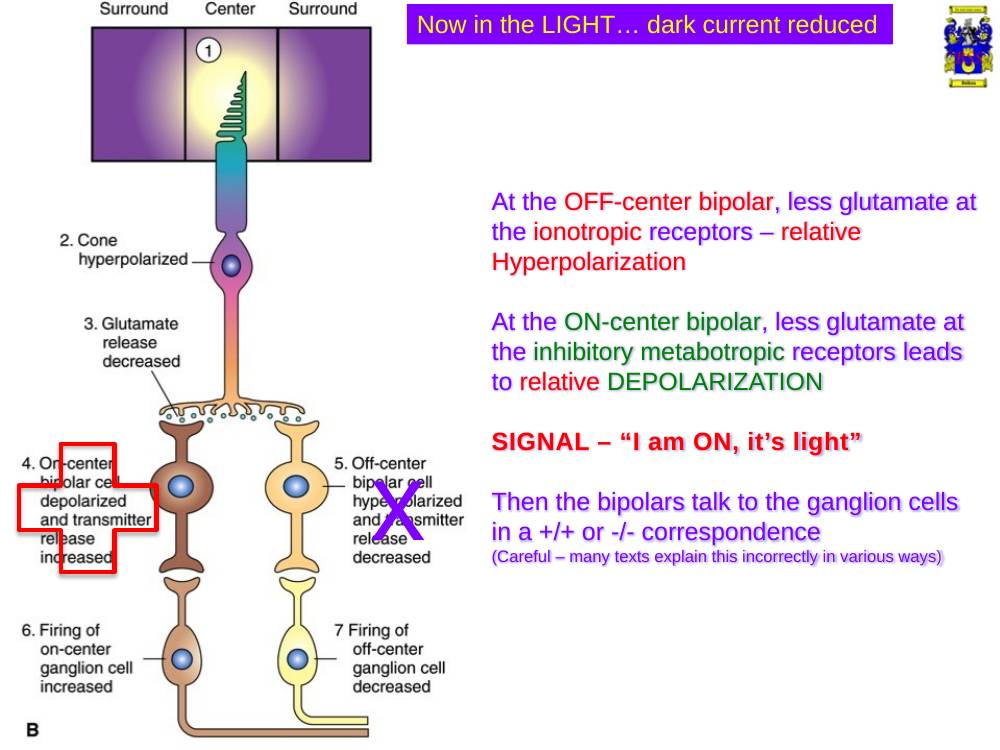 Surround Center Surround
Now in the LIGHT… dark current reduced
1
2. Cone
hyperpolarized
3. Glutamate
release
decreased
4. On-center
bipolar cell
depolarized
and transmitter
release
increased
5. Off-center
bipolar cell
hyperpolarized
and transmitter
release
decreased
X
6. Firing of
on-center
ganglion cell
increased
7 Firing of
off-center
ganglion cell
decreased
B
At the OFF-center bipolar, less glutamate at
the ionotropic receptors – relative
Hyperpolarization
At the ON-center bipolar, less glutamate at
the inhibitory metabotropic receptors leads
to relative DEPOLARIZATION
SIGNAL – “I am ON, it’s light”
Then the bipolars talk to the ganglion cells
in a +/+ or -/- correspondence
(Careful – many texts explain this incorrectly in various ways)